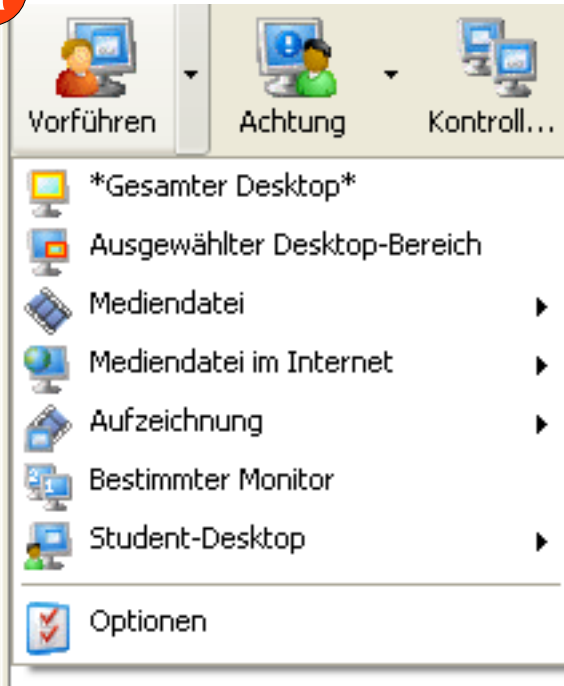 Vorführen
Achtung
Kontroll...
*Gesamter Desktop*
Ausgewählter Desktop-Bereich
Mediendatei
Mediendatei im Internet
Aufzeichnung
Bestimmter Monitor
Student-Desktop
Optionen